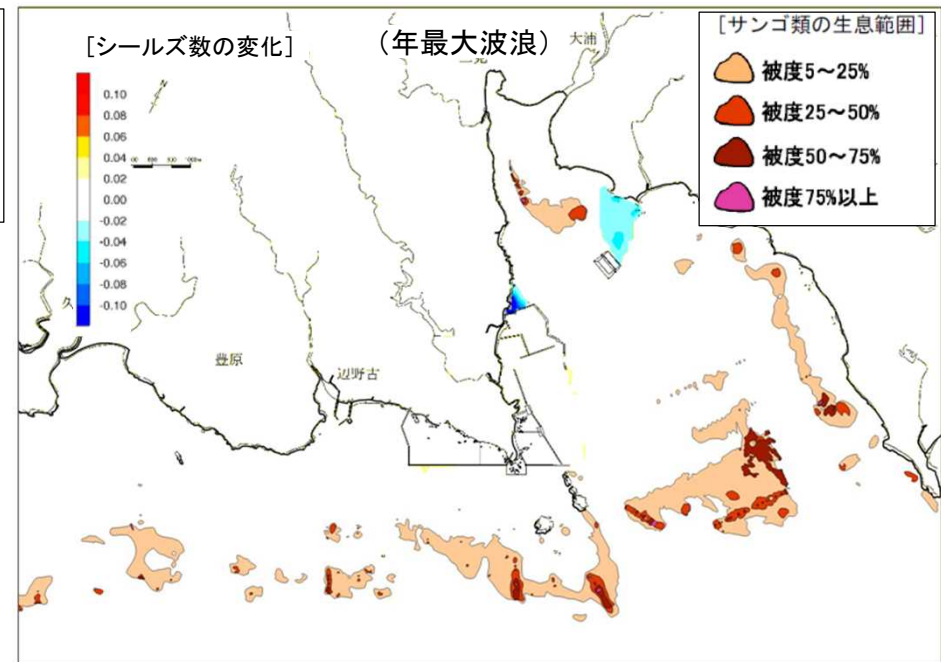 [シールズ数の変化]
(年最大波浪)
大浦
[サンゴ類の生息範囲]
被度5～25%
被度25～50%
被度50～75%
被度75%以上
0.10
0.08
0.06
0.04
0.02
0.00
-0.02
-0.04
-0.06
-0.08
-0.10
N
久
豊原
辺野古